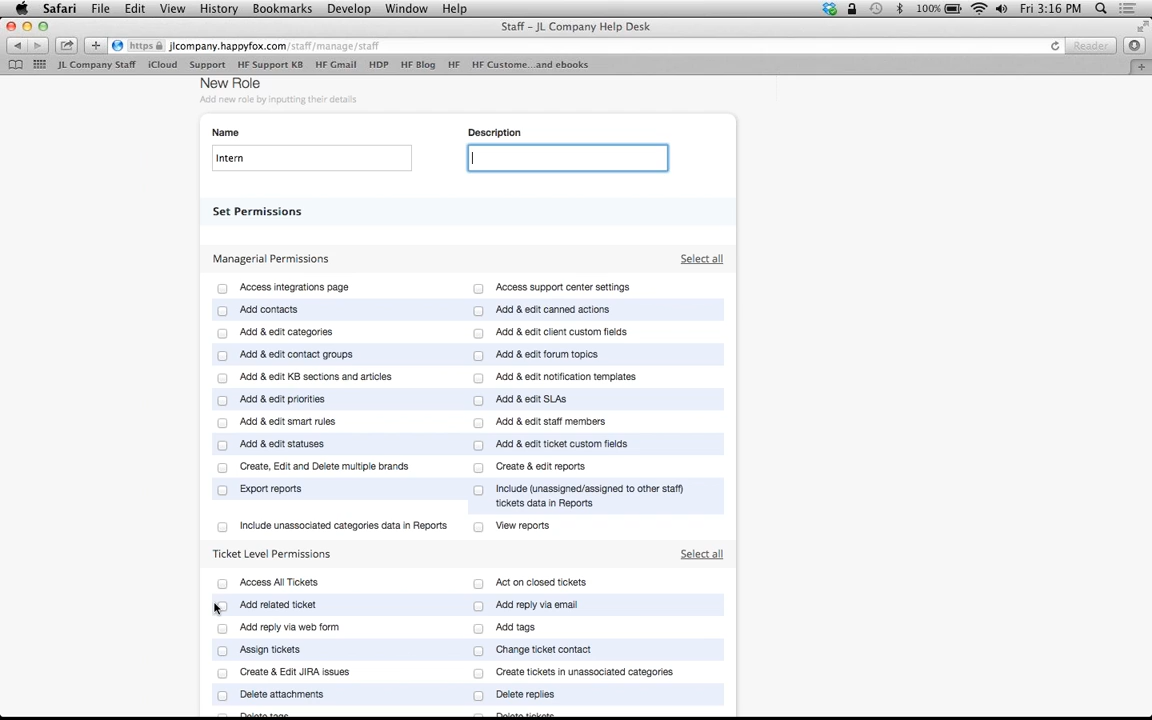 Safari File Edit View History Bookmarks Develop Window Help 100% Fri 3:16 PM
Staff – JL Company Help Desk
https jlcompany.happyfox.com/staff/manage/staff Reader
JL Company Staff iCloud Support HF Support KB HF Gmail HDP HF Blog HF HF Custome...and ebooks
New Role
Add new role by inputting their details
Name Description
Intern
Set Permissions
Managerial Permissions Select all
Access integrations page Access support center settings
Add contacts Add & edit canned actions
Add & edit categories Add & edit client custom fields
Add & edit contact groups Add & edit forum topics
Add & edit KB sections and articles Add & edit notification templates
Add & edit priorities Add & edit SLAs
Add & edit smart rules Add & edit staff members
Add & edit statuses Add & edit ticket custom fields
Create, Edit and Delete multiple brands Create & edit reports
Export reports Include (unassigned/assigned to other staff)
tickets data in Reports
Include unassociated categories data in Reports View reports
Ticket Level Permissions Select all
Access All Tickets Act on closed tickets
Add related ticket Add reply via email
Add reply via web form Add tags
Assign tickets Change ticket contact
Create & Edit JIRA issues Create tickets in unassociated categories
Delete attachments Delete replies
Delete tags Delete tickets